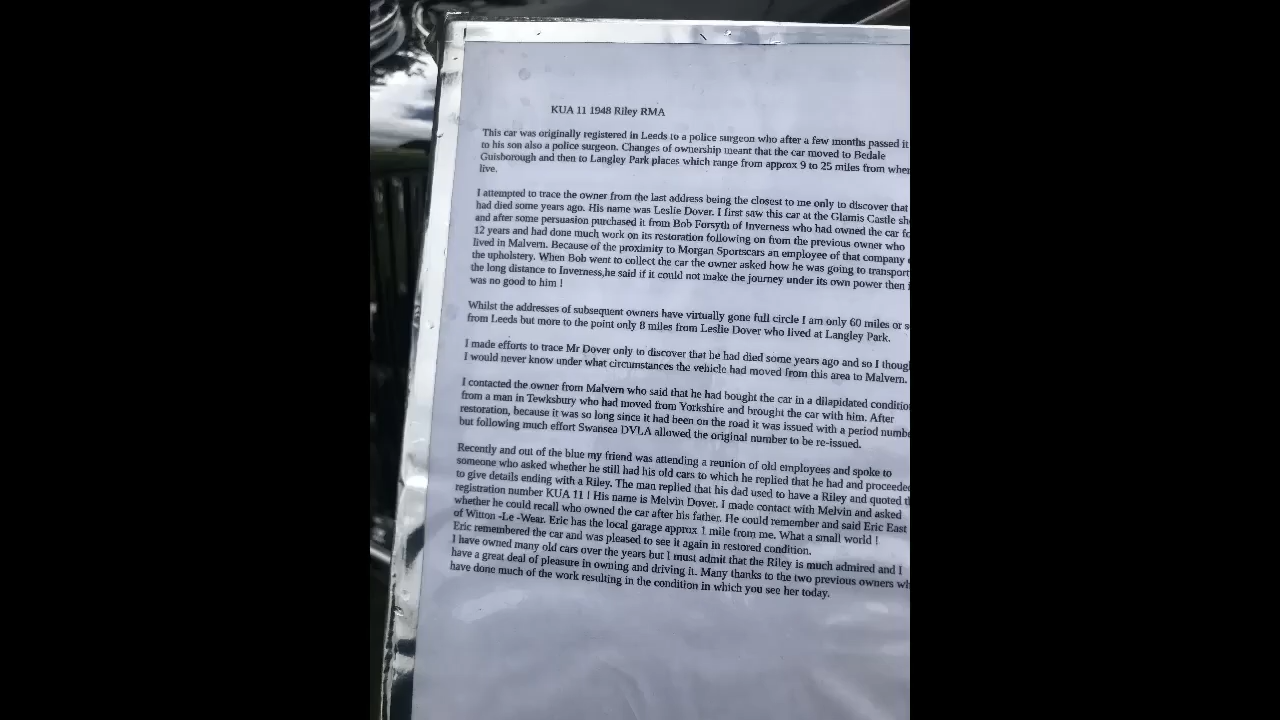 KUA 11 1948 Riley RMA
This car was originally registered in Leeds to a police surgeon who after a few months passed it
to his son also a police surgeon. Changes of ownership meant that the car moved to Bedale
Guisborough and then to Langley Park places which range from approx 9 to 25 miles from wher
live.
I attempted to trace the owner from the last address being the closest to me only to discover that
had died some years ago. His name was Leslie Dover. I first saw this car at the Glamis Castle sh
and after some persuasion purchased it from Bob Forsyth of Inverness who had owned the car fo
12 years and had done much work on its restoration following on from the previous owner who
lived in Malvern. Because of the proximity to Morgan Sportscars an employee of that company
the upholstery. When Bob went to collect the car the owner asked how he was going to transport
the long distance to Inverness,he said if it could not make the journey under its own power then i
was no good to him !
Whilst the addresses of subsequent owners have virtually gone full circle I am only 60 miles or s
from Leeds but more to the point only 8 miles from Leslie Dover who lived at Langley Park.
I made efforts to trace Mr Dover only to discover that he had died some years ago and so I though
I would never know under what circumstances the vehicle had moved from this area to Malvern.
I contacted the owner from Malvern who said that he had bought the car in a dilapidated conditio
from a man in Tewksbury who had moved from Yorkshire and brought the car with him. After
restoration, because it was so long since it had been on the road it was issued with a period numbe
but following much effort Swansea DVLA allowed the original number to be re-issued.
Recently and out of the blue my friend was attending a reunion of old employees and spoke to
someone who asked whether he still had his old cars to which he replied that he had and proceeded
to give details ending with a Riley. The man replied that his dad used to have a Riley and quoted t
registration number KUA 11 ! His name is Melvin Dover. I made contact with Melvin and asked
whether he could recall who owned the car after his father. He could remember and said Eric East
of Witton -Le -Wear. Eric has the local garage approx 1 mile from me. What a small world !
Eric remembered the car and was pleased to see it again in restored condition.
I have owned many old cars over the years but I must admit that the Riley is much admired and I
have a great deal of pleasure in owning and driving it. Many thanks to the two previous owners wh
have done much of the work resulting in the condition in which you see her today.